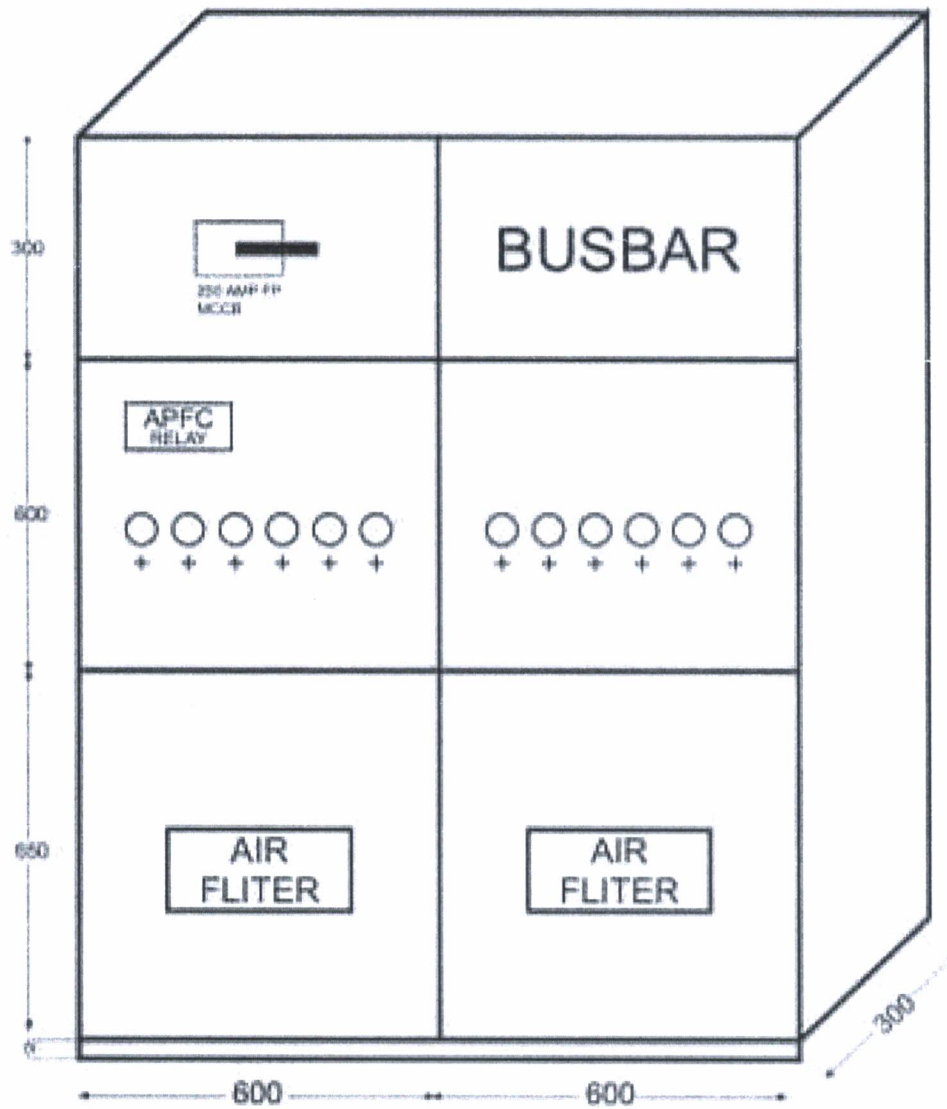 300
BUSBAR
250 AMP FP
MCCB
APFC
RELAY
600
+ + + + + +
+ + + + + +
650
AIR
FLITER
AIR
FLITER
300
600
600